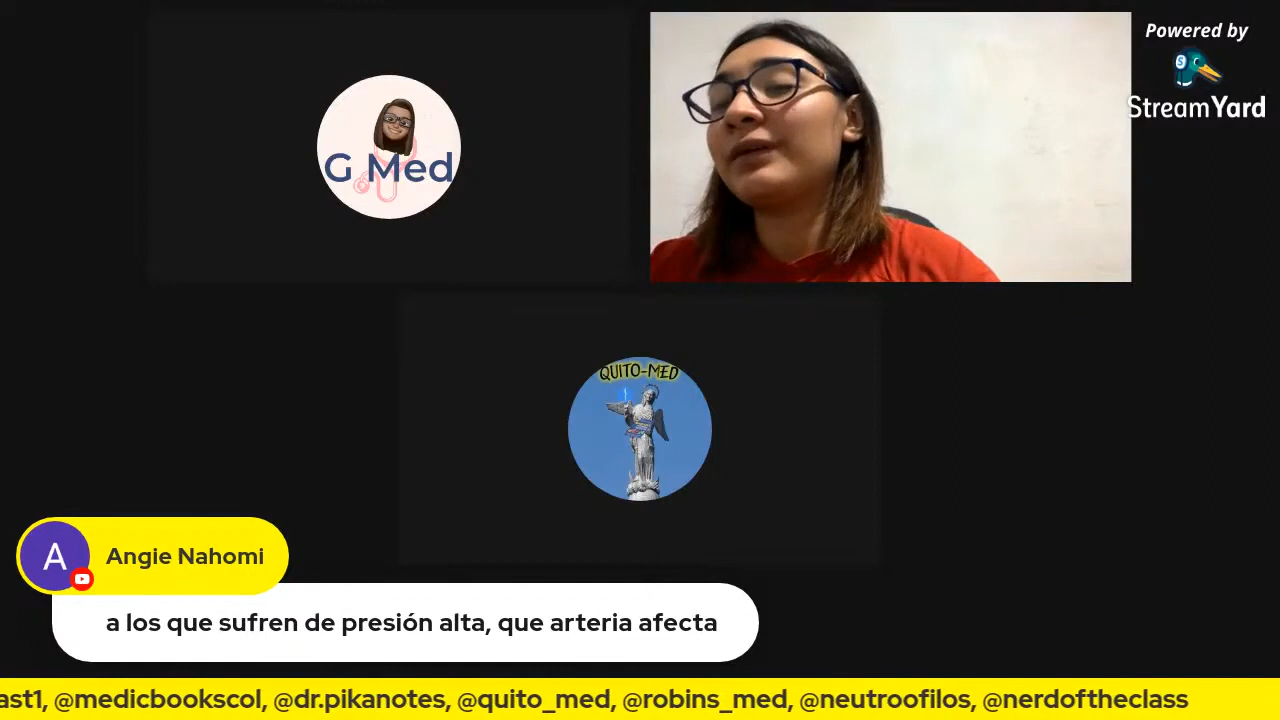 Powered by
StreamYard
G Med
QUITO-MED
A
Angie Nahomi
a los que sufren de presión alta, que arteria afecta
ast1, @medicbookscol, @dr.pikanotes, @quito_med, @robins_med, @neutroofilos, @nerdoftheclass